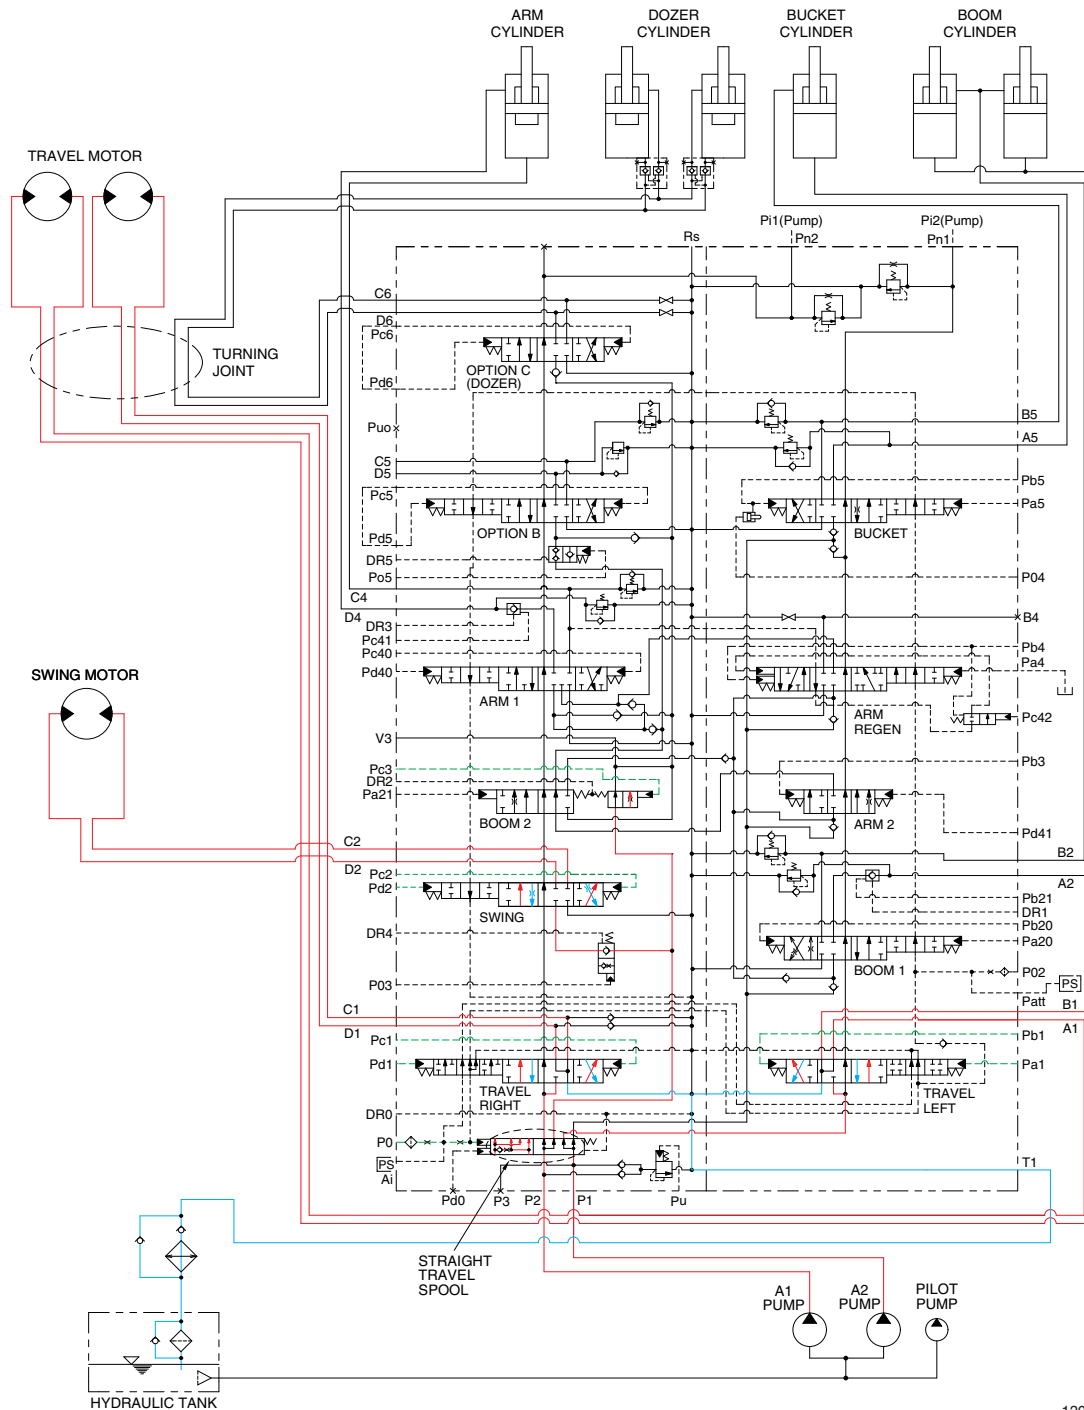 ARM
CYLINDER
DOZER
CYLINDER
BUCKET
CYLINDER
BOOM
CYLINDER
TRAVEL MOTOR
Pi1(Pump)
Pn2
Pi2(Pump)
Pn1
Rs
C6
D6
Pc6
Pd6
OPTION C
(DOZER)
TURNING
JOINT
Puo
C5
D5
Pc5
Pd5
OPTION B
DR5
Po5
C4
D4
DR3
Pc41
Pc40
Pd40
ARM 1
B5
A5
Pb5
Pa5
BUCKET
P04
B4
Pb4
Pa4
ARM
REGEN
Pc42
SWING MOTOR
V3
Pc3
DR2
Pa21
BOOM 2
Pb3
ARM 2
Pd41
C2
D2
Pc2
Pd2
SWING
B2
A2
Pb21
DR1
Pb20
Pa20
BOOM 1
DR4
P03
P02
PS
Patt
C1
D1
Pc1
Pd1
TRAVEL
RIGHT
B1
A1
Pb1
Pa1
TRAVEL
LEFT
DR0
P0
PS
Ai
Pd0
P3
P2
P1
Pu
T1
STRAIGHT
TRAVEL
SPOOL
A1
PUMP
A2
PUMP
PILOT
PUMP
HYDRAULIC TANK